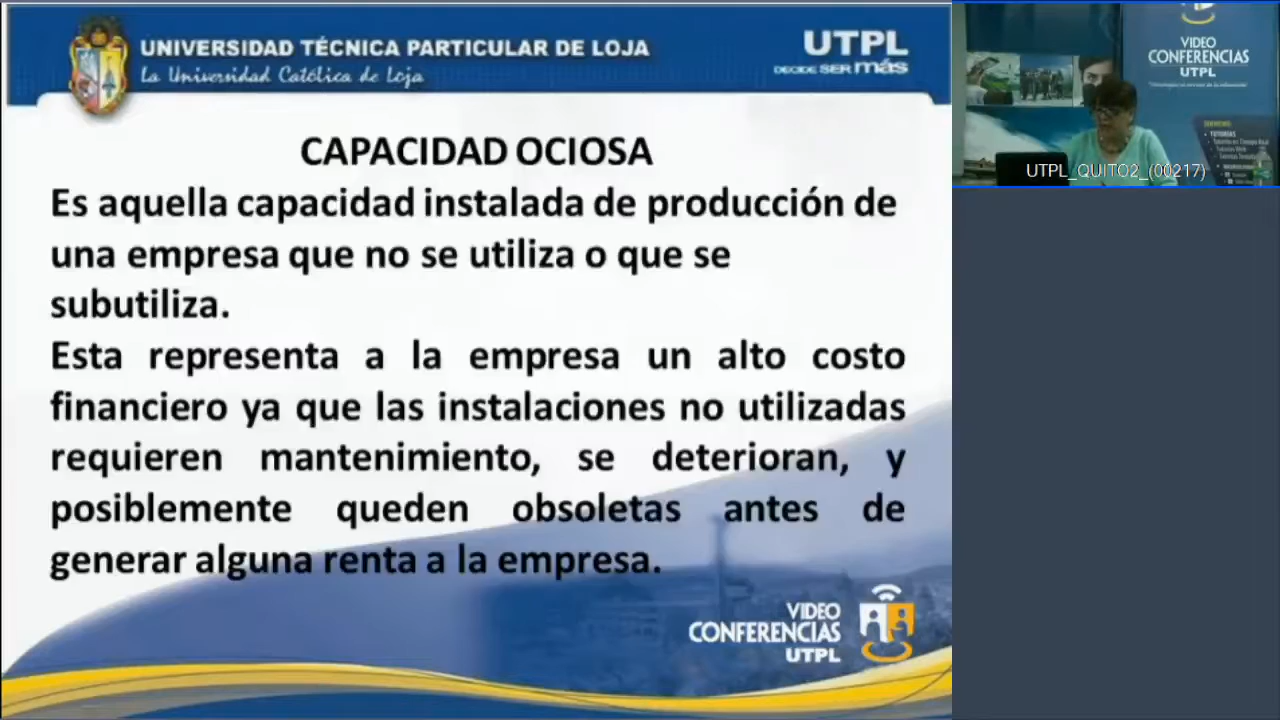 UNIVERSIDAD TÉCNICA PARTICULAR DE LOJA
La Universidad Católica de Loja
UTPL
DECIDE SER más
CAPACIDAD OCIOSA
Es aquella capacidad instalada de producción de
una empresa que no se utiliza o que se
subutiliza.
Esta representa a la empresa un alto costo
financiero ya que las instalaciones no utilizadas
requieren mantenimiento, se deterioran, y
posiblemente queden obsoletas antes de
generar alguna renta a la empresa.
VIDEO
CONFERENCIAS
UTPL
VIDEO
CONFERENCIAS
UTPL
SERVICIOS
TUTORÍAS
UTPL_QUITO2_(00217)